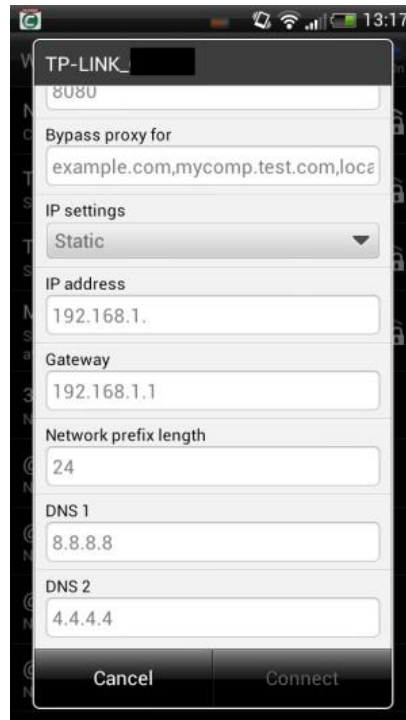 13:17
TP-LINK_
8080
Bypass proxy for
example.com,mycomp.test.com,loca
IP settings
Static
IP address
192.168.1.
Gateway
192.168.1.1
Network prefix length
24
DNS 1
8.8.8.8
DNS 2
4.4.4.4
Cancel
Connect